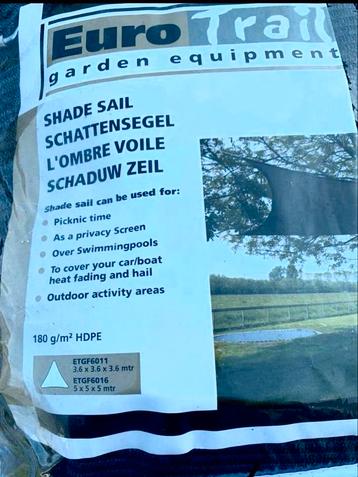 Euro Trail
garden equipment
SHADE SAIL
SCHATTENSEGEL
L'OMBRE VOILE
SCHADUW ZEIL
Shade sail can be used for:
Picknic time
As a privacy Screen
Over Swimmingpools
To cover your car/boat
heat fading and hail
Outdoor activity areas
180 g/m² HDPE
ETGF6011
3.6 x 3.6 x 3.6 mtr
ETGF6016
5 x 5 x 5 mtr